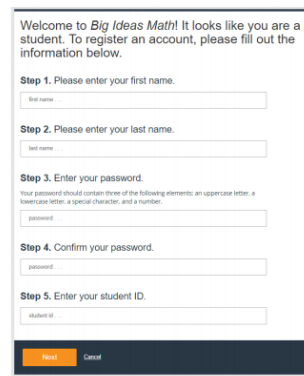 Welcome to Big Ideas Math! It looks like you are a
student. To register an account, please fill out the
information below.
Step 1. Please enter your first name.
first name . . .
Step 2. Please enter your last name.
last name . . .
Step 3. Enter your password.
Your password should contain three of the following elements: an uppercase letter, a
lowercase letter, a special character, and a number.
password . . .
Step 4. Confirm your password.
password . . .
Step 5. Enter your student ID.
student id . . .
Next Cancel